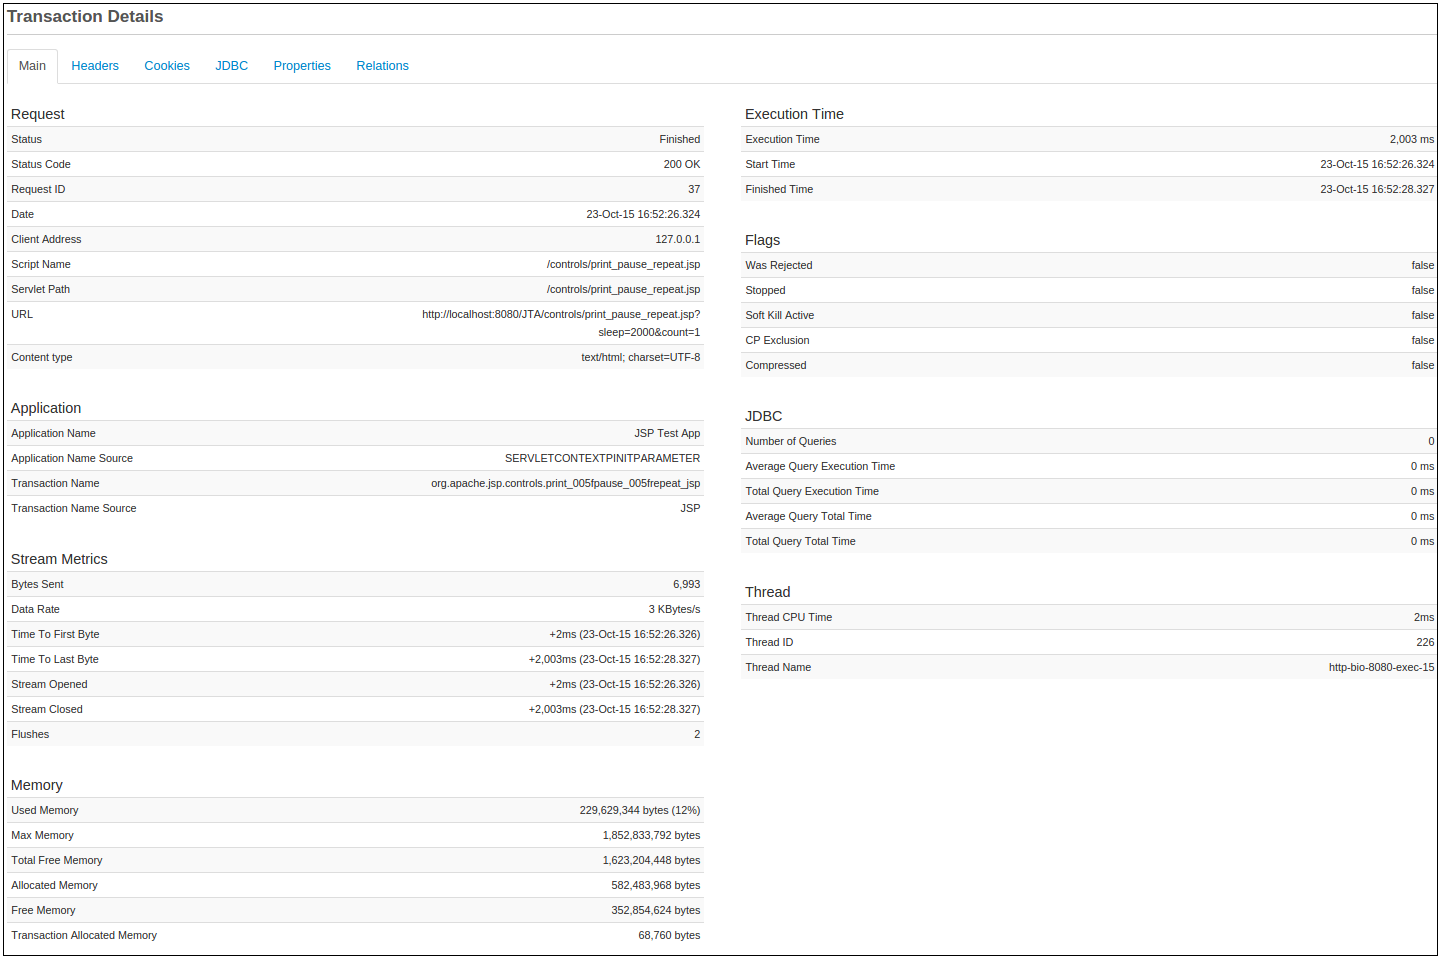 Transaction Details
Main Headers Cookies JDBC Properties Relations
Request
Status Finished
Status Code 200 OK
Request ID 37
Date 23-Oct-15 16:52:26.324
Client Address 127.0.0.1
Script Name /controls/print_pause_repeat.jsp
Servlet Path /controls/print_pause_repeat.jsp
URL http://localhost:8080/JTA/controls/print_pause_repeat.jsp?
sleep=2000&count=1
Content type text/html; charset=UTF-8
Application
Application Name JSP Test App
Application Name Source SERVLETCONTEXTPINITPARAMETER
Transaction Name org.apache.jsp.controls.print_005fpause_005frepeat_jsp
Transaction Name Source JSP
Stream Metrics
Bytes Sent 6,993
Data Rate 3 KBytes/s
Time To First Byte +2ms (23-Oct-15 16:52:26.326)
Time To Last Byte +2,003ms (23-Oct-15 16:52:28.327)
Stream Opened +2ms (23-Oct-15 16:52:26.326)
Stream Closed +2,003ms (23-Oct-15 16:52:28.327)
Flushes 2
Memory
Used Memory 229,629,344 bytes (12%)
Max Memory 1,852,833,792 bytes
Total Free Memory 1,623,204,448 bytes
Allocated Memory 582,483,968 bytes
Free Memory 352,854,624 bytes
Transaction Allocated Memory 68,760 bytes
Execution Time
Execution Time 2,003 ms
Start Time 23-Oct-15 16:52:26.324
Finished Time 23-Oct-15 16:52:28.327
Flags
Was Rejected false
Stopped false
Soft Kill Active false
CP Exclusion false
Compressed false
JDBC
Number of Queries 0
Average Query Execution Time 0 ms
Total Query Execution Time 0 ms
Average Query Total Time 0 ms
Total Query Total Time 0 ms
Thread
Thread CPU Time 2ms
Thread ID 226
Thread Name http-bio-8080-exec-15